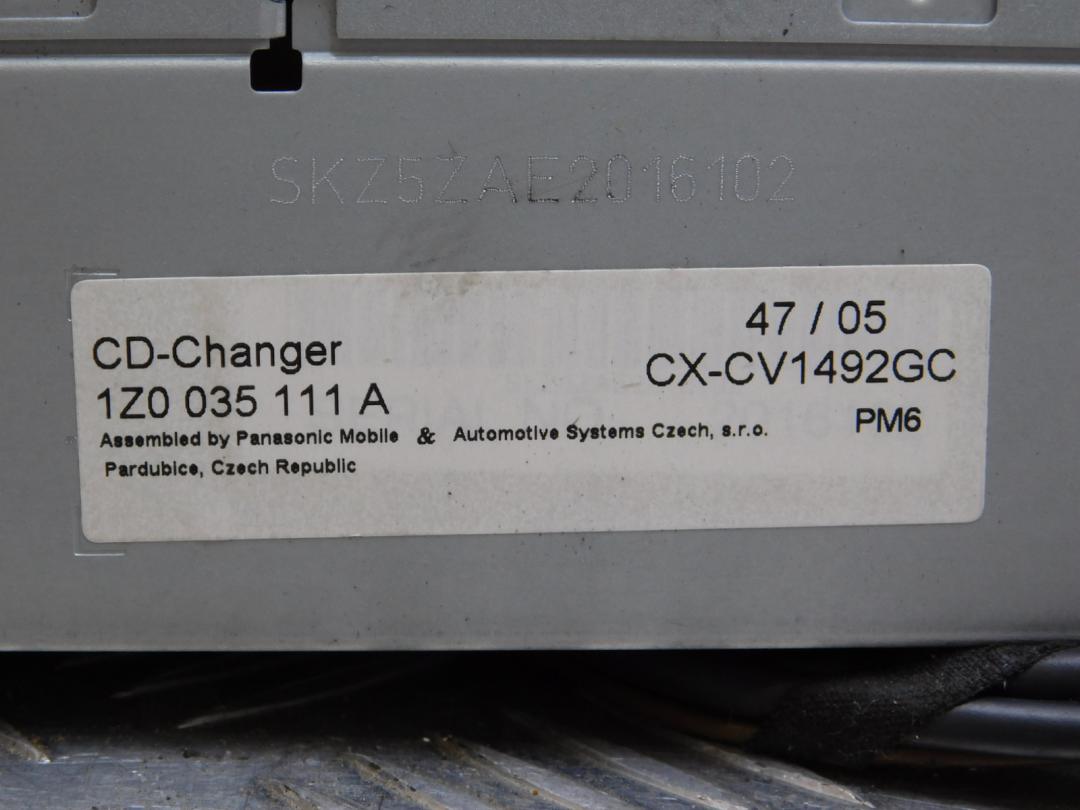 SKZ5ZAE2016102
47 / 05
CD-Changer
CX-CV1492GC
1Z0 035 111 A
PM6
Assembled by Panasonic Mobile & Automotive Systems Czech, s.r.o.
Pardubice, Czech Republic